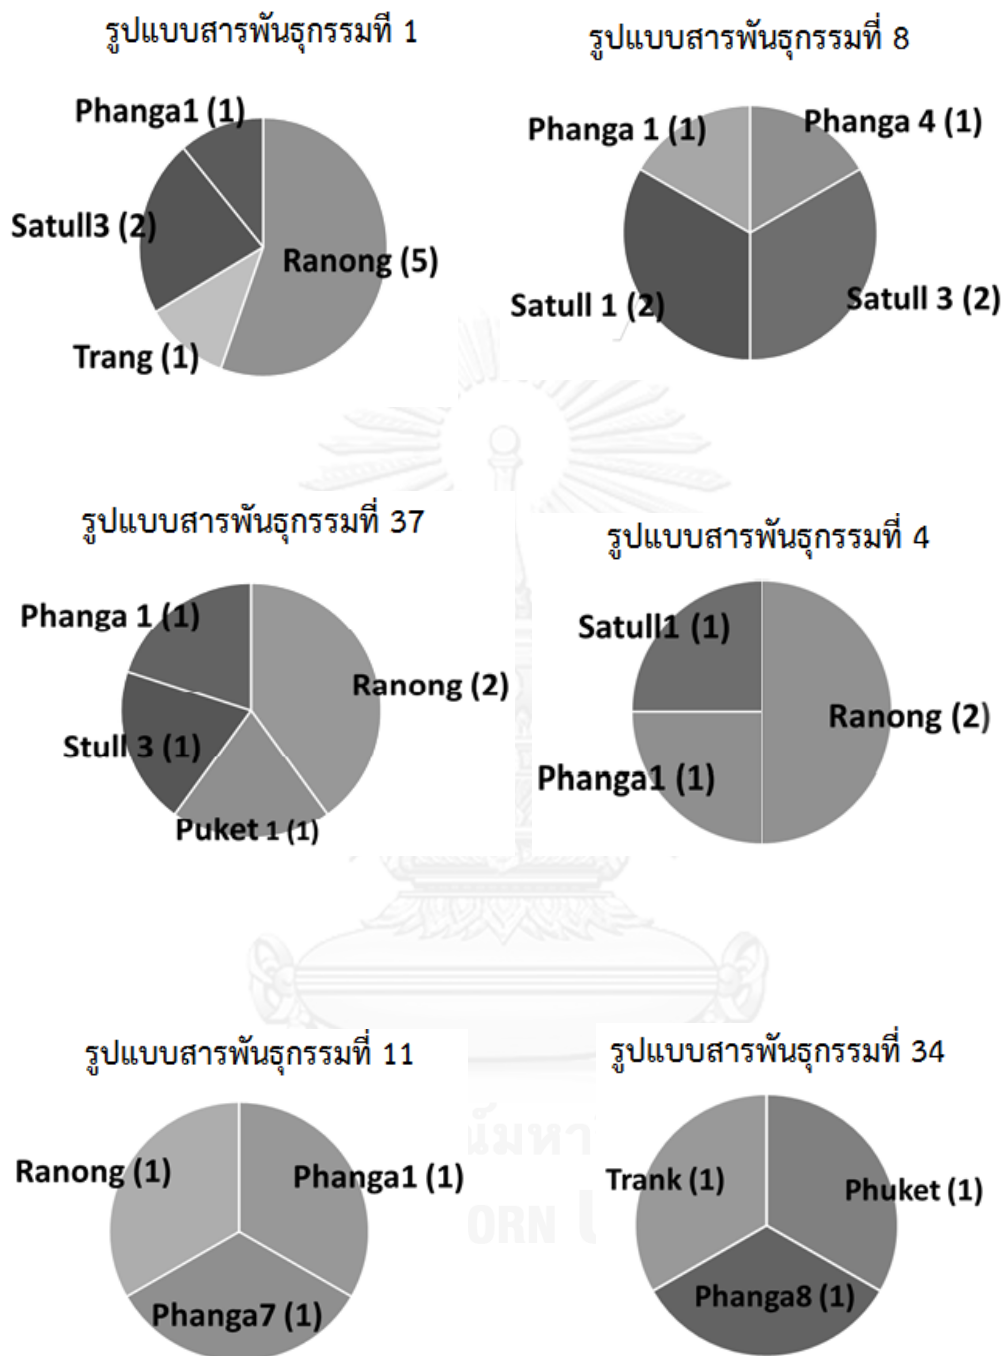 รูปแบบสารพันธุกรรมที 1
Phanga1 (1)
Satull3 (2)
Ranong (5)
Trang (1)
รูปแบบสารพันธุกรรมที่ 8
Phanga 1 (1)
Phanga 4 (1)
Satull 1 (2)
Satull 3 (2)
รูปแบบสารพันธุกรรมที่ 37
Phanga 1 (1)
Ranong (2)
Stull 3 (1)
Puket 1 (1)
รูปแบบสารพันธุกรรมที่ 4
Satull1 (1)
Ranong (2)
Phanga1 (1)
รูปแบบสารพันธุกรรมที่ 11
Ranong (1)
Phanga1 (1)
Phanga7 (1)
รูปแบบสารพันธุกรรมที่ 34
Trank (1)
Phuket (1)
Phanga8 (1)